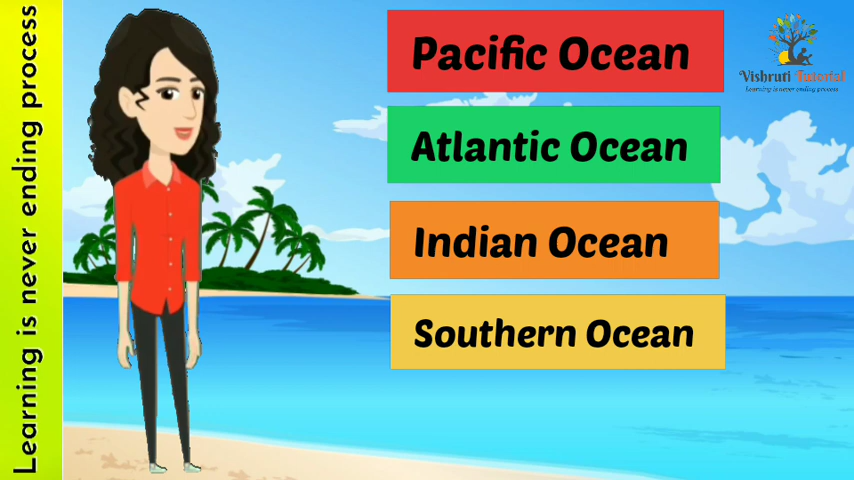 Learning is never ending process
Pacific Ocean
Atlantic Ocean
Indian Ocean
Southern Ocean
Vishruti Tutorial
Learning is never ending process